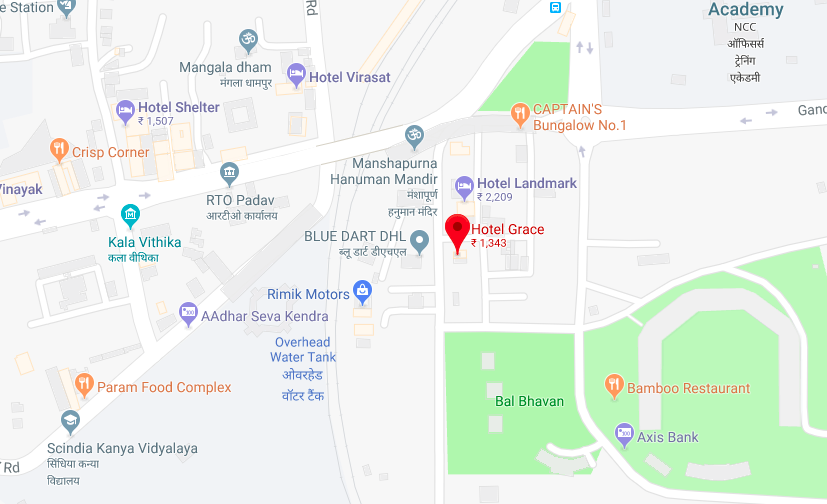 e Station
Rd
Academy
NCC
ऑफिसर्स
ट्रेनिंग
एकेडमी
Mangala dham
मंगला धामपुर
Hotel Virasat
Hotel Shelter
₹ 1,507
CAPTAIN'S
Bungalow No.1
Gand
Crisp Corner
Manshapurna
Hanuman Mandir
मंशापूर्ण
हनुमान मंदिर
Vinayak
RTO Padav
आरटीओ कार्यालय
Hotel Landmark
₹ 2,209
Kala Vithika
कला वीथिका
BLUE DART DHL
ब्लू डार्ट डीएचएल
Hotel Grace
₹ 1,343
Rimik Motors
AAdhar Seva Kendra
Overhead
Water Tank
ओवरहेड
वॉटर टैंक
Param Food Complex
Bamboo Restaurant
Bal Bhavan
Axis Bank
Scindia Kanya Vidyalaya
सिंधिया कन्या
विद्यालय
Rd